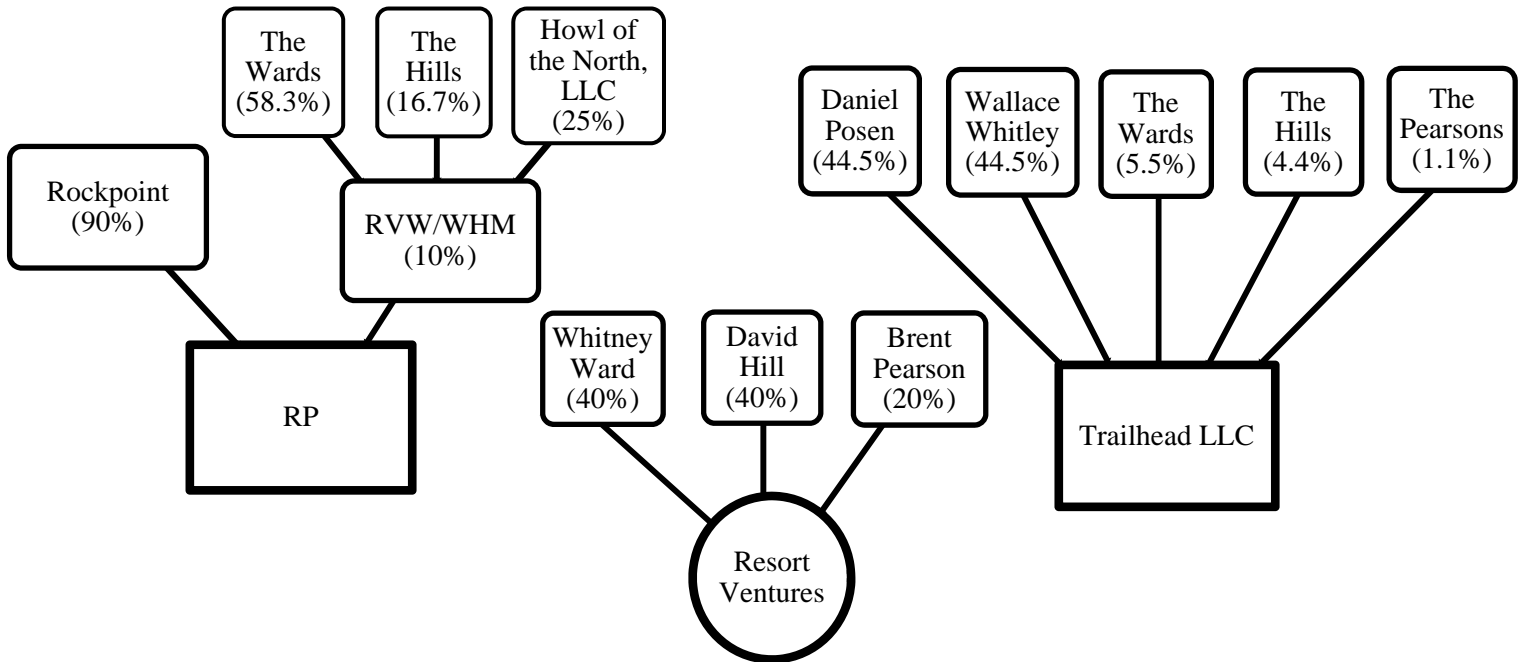 The
Wards
(58.3%)
The
Hills
(16.7%)
Howl of
the North,
LLC
(25%)
Rockpoint
(90%)
RVW/WHM
(10%)
RP
Whitney
Ward
(40%)
David
Hill
(40%)
Brent
Pearson
(20%)
Resort
Ventures
Daniel
Posen
(44.5%)
Wallace
Whitley
(44.5%)
The
Wards
(5.5%)
The
Hills
(4.4%)
The
Pearsons
(1.1%)
Trailhead LLC